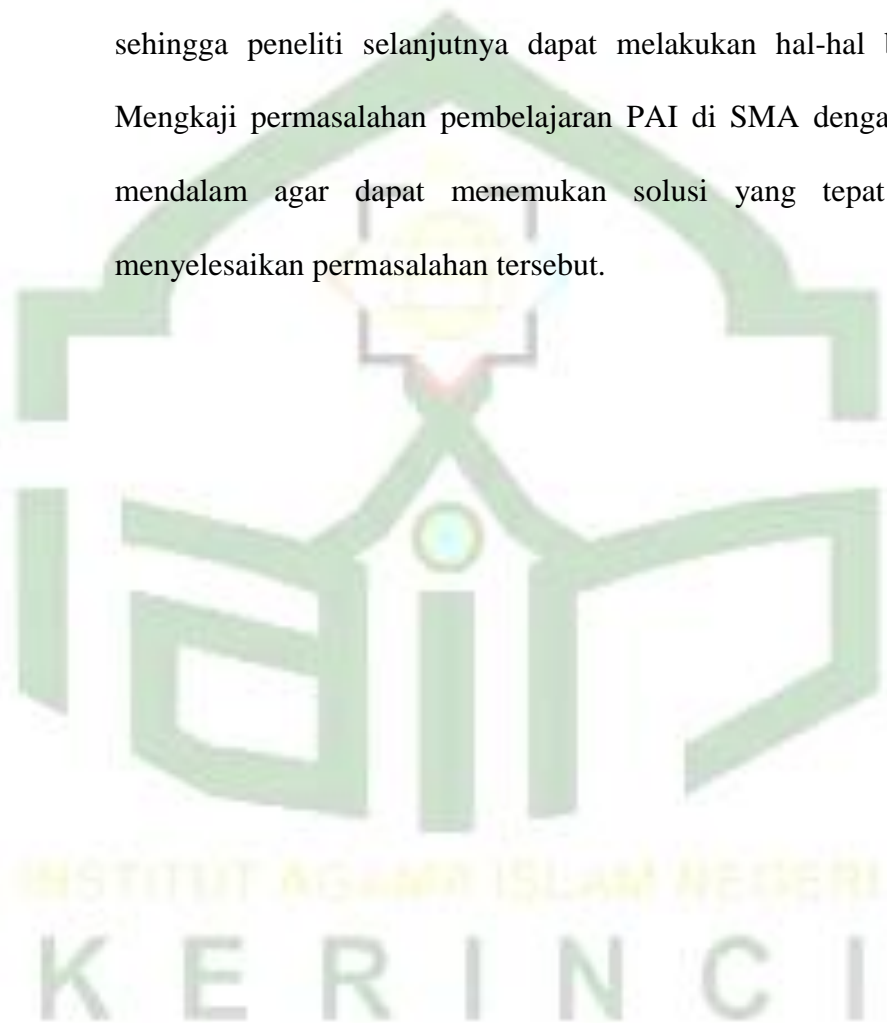 sehingga peneliti selanjutnya dapat melakukan hal-hal
Mengkaji permasalahan pembelajaran PAI di SMA
mendalam agar dapat menemukan solusi yang tepat
menyelesaikan permasalahan tersebut.
INSTITUT AGAMA ISLAM NEGERI
KERINCI